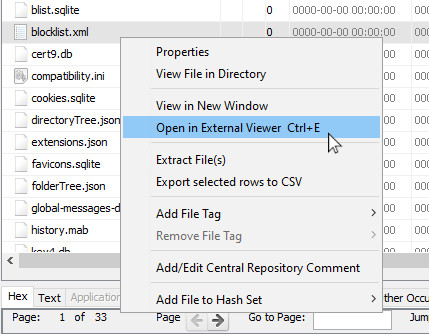 blist.sqlite 0 0000-00-00 00:00:00
blocklist.xml 0 0000-00-00 00:00:00
cert9.db
compatibility.ini
cookies.sqlite
directoryTree.json
extensions.json
favicons.sqlite
folderTree.json
global-messages-d
history.mab
key4.db
Properties
View File in Directory
View in New Window
Open in External Viewer Ctrl+E
Extract File(s)
Export selected rows to CSV
Add File Tag
Remove File Tag
Add/Edit Central Repository Comment
Add File to Hash Set
Hex Text Application ther Occu
Page: 1 of 33 Page Go to Page: Jump